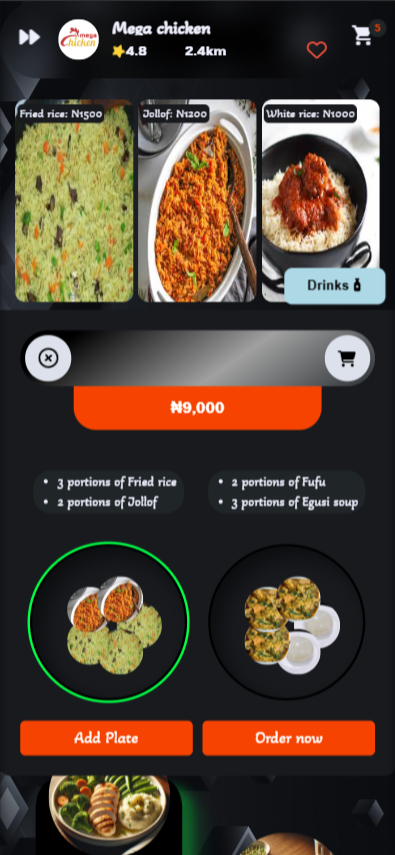 Mega chicken
mega
Chicken
4.8 2.4km
5
Fried rice: N1500
Jollof: N1200
White rice: N1000
Drinks
₦9,000
• 3 portions of Fried rice
• 2 portions of Jollof
• 2 portions of Fufu
• 3 portions of Egusi soup
Add Plate
Order now